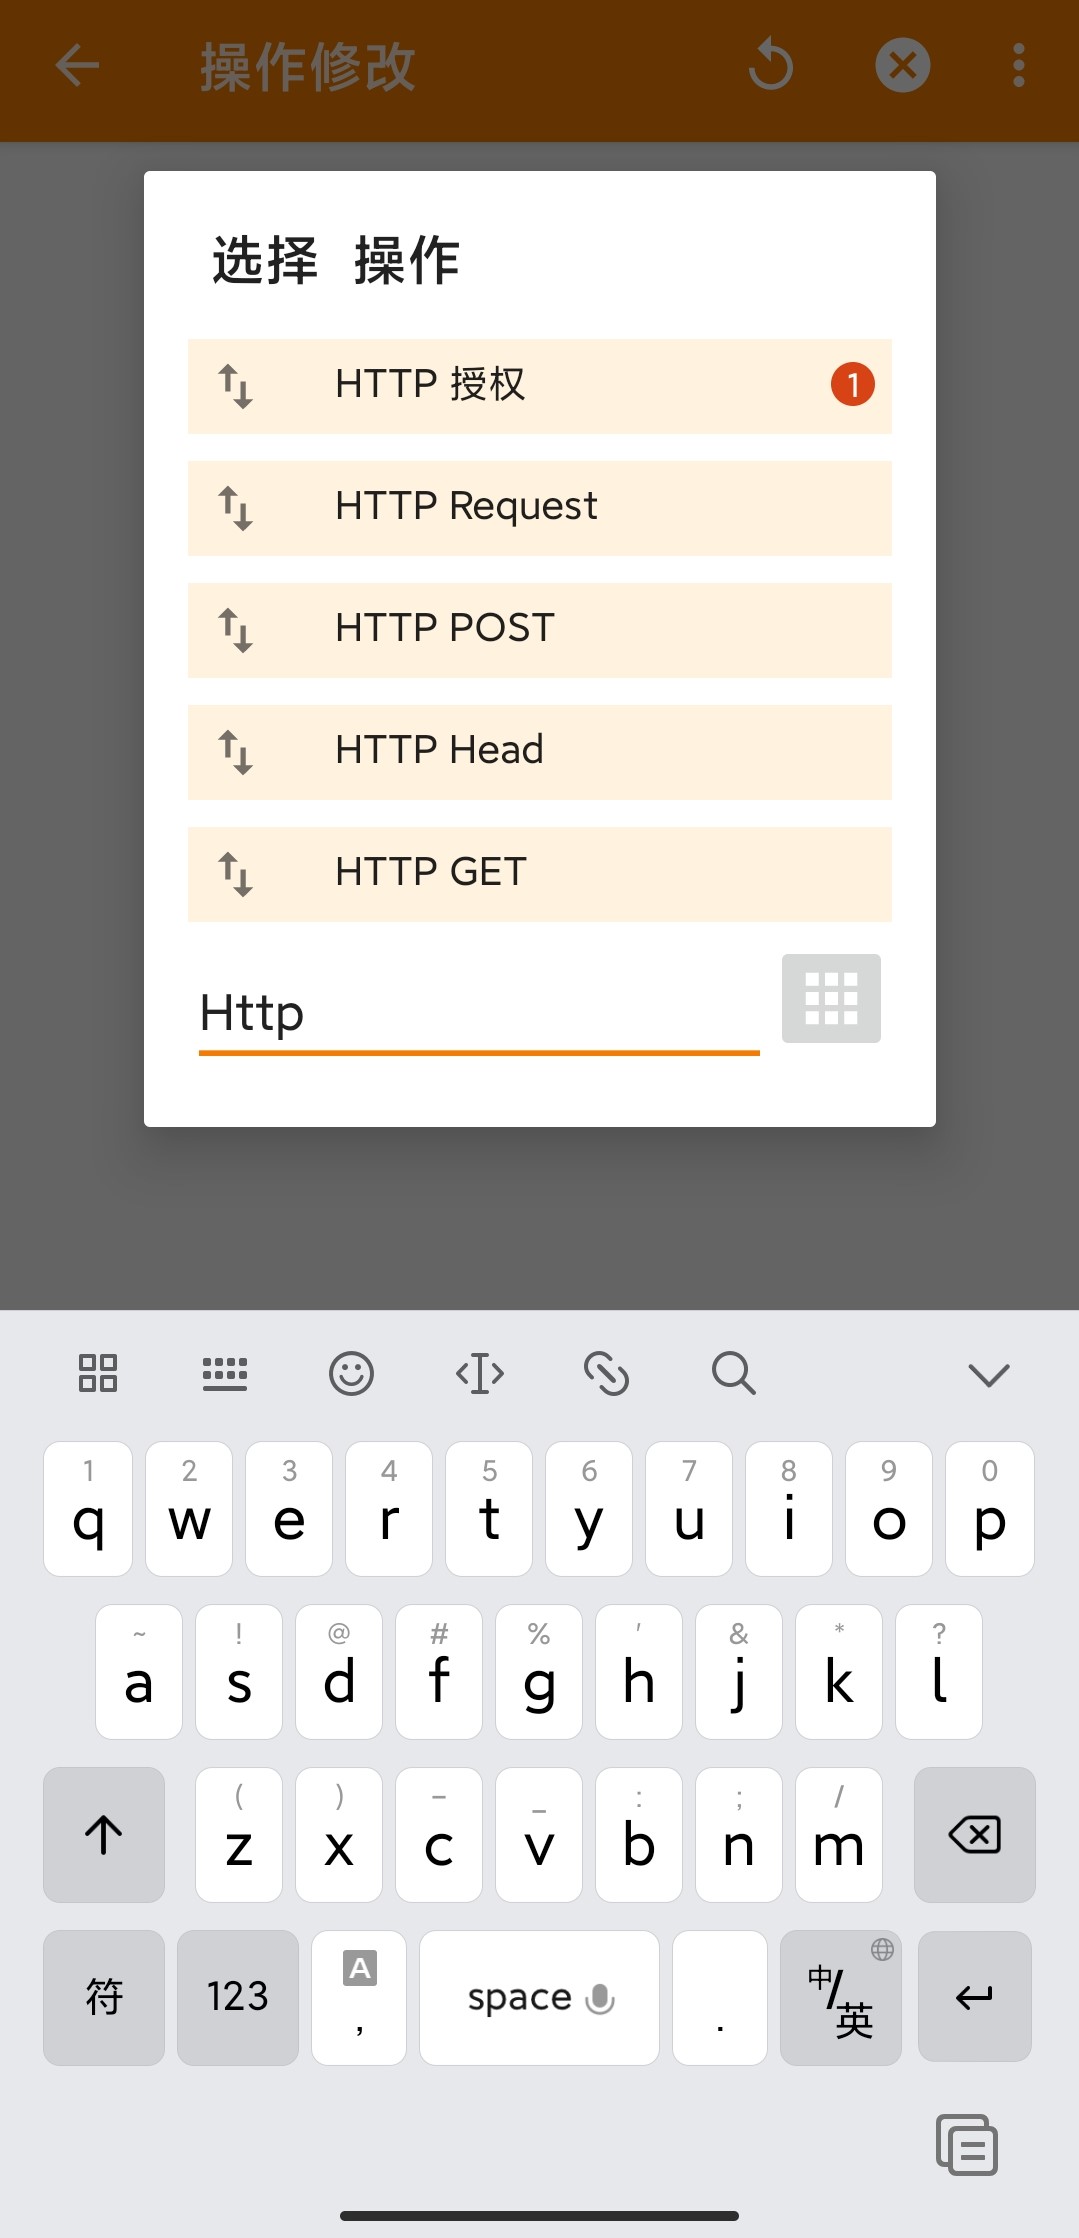 操作修改
选择 操作
HTTP 授权 1
HTTP Request
HTTP POST
HTTP Head
HTTP GET
Http
1 2 3 4 5 6 7 8 9 0
q w e r t y u i o p
~ ! @ # % ' & * ?
a s d f g h j k l
( ) - _ : ; /
z x c v b n m
符 123 A , space . 中/英